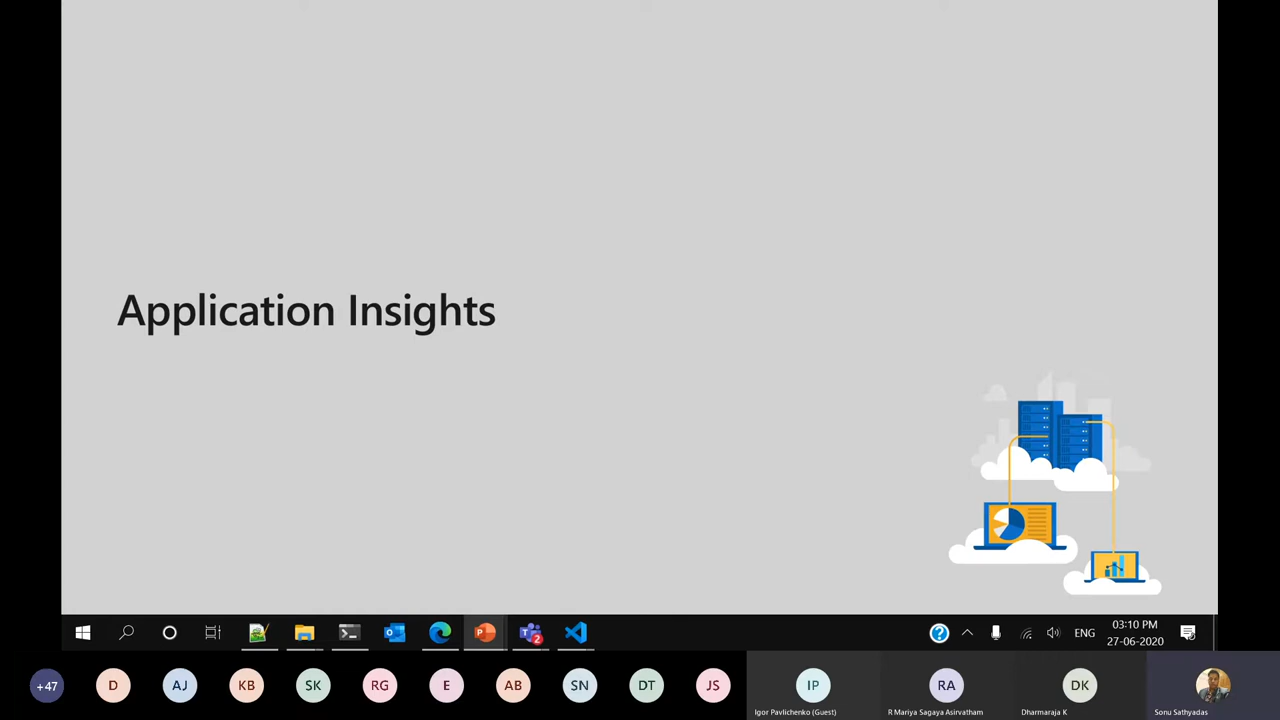 Application Insights
2
ENG
03:10 PM
27-06-2020
+47
D
AJ
KB
SK
RG
E
AB
SN
DT
JS
IP
RA
DK
Igor Pavlichenko (Guest)
R Mariya Sagaya Asirvatham
Dharmaraja K
Sonu Sathyadas